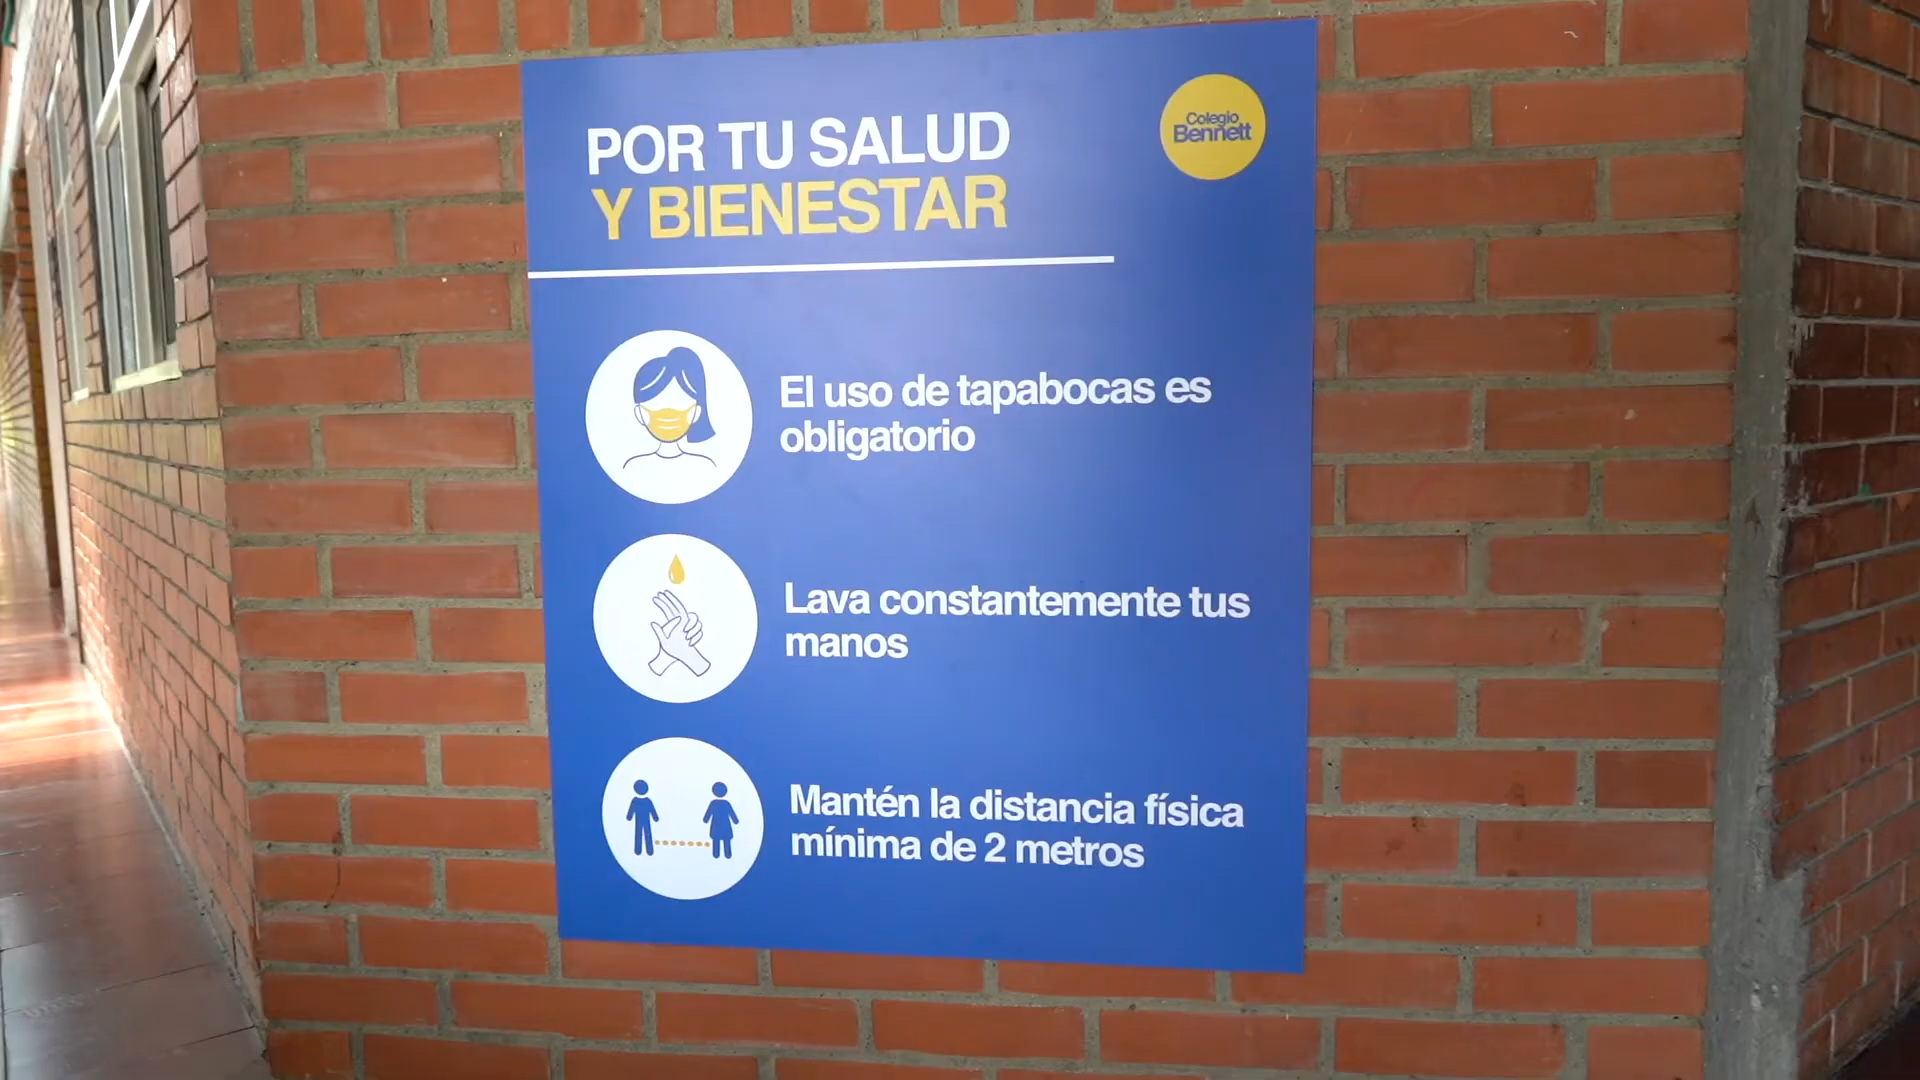 POR TU SALUD
Y BIENESTAR
Colegio
Bennett
El uso de tapabocas es
obligatorio
Lava constantemente tus
manos
Mantén la distancia física
mínima de 2 metros